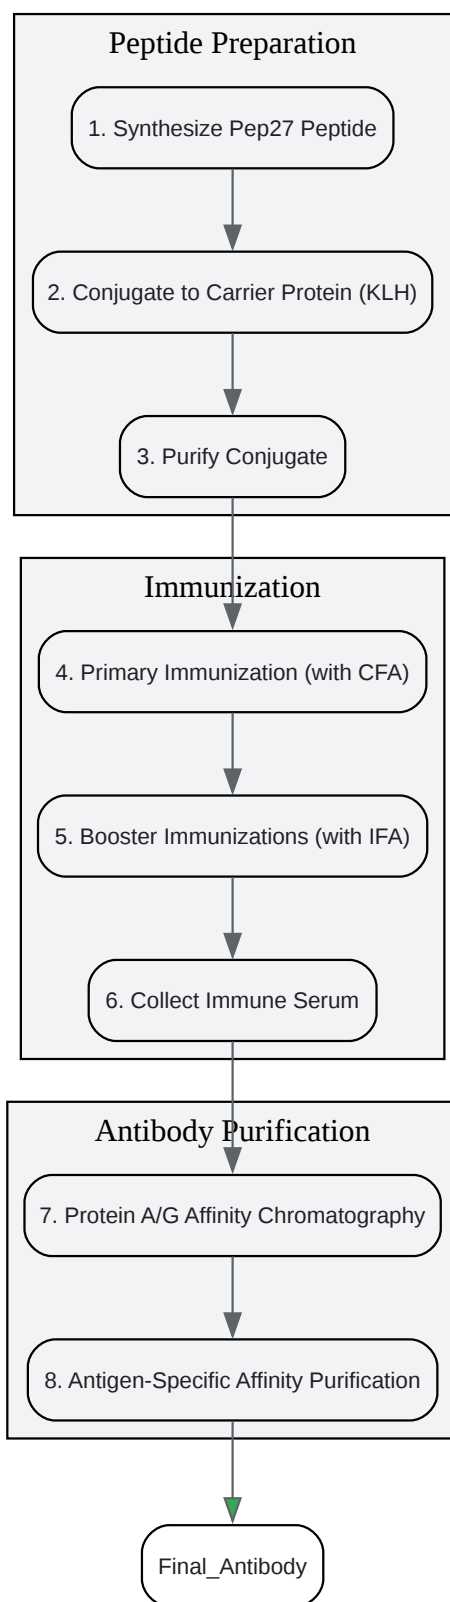 Peptide Preparation
1. Synthesize Pep27 Peptide
2. Conjugate to Carrier Protein (KLH)
3. Purify Conjugate
Immunization
4. Primary Immunization (with CFA)
5. Booster Immunizations (with IFA)
6. Collect Immune Serum
Antibody Purification
7. Protein A/G Affinity Chromatography
8. Antigen-Specific Affinity Purification
Final_Antibody